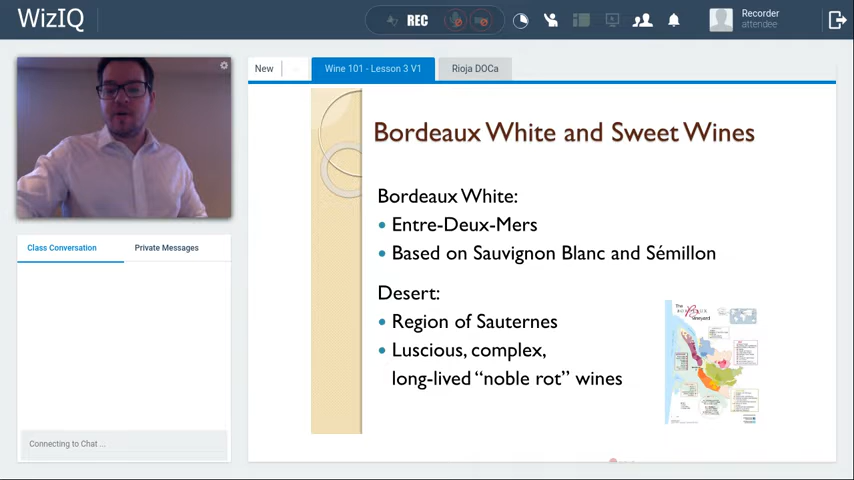 WizIQ
REC
Recorder
attendee
New
Wine 101 - Lesson 3 V1
Rioja DOCa
Bordeaux White and Sweet Wines
Bordeaux White:
• Entre-Deux-Mers
• Based on Sauvignon Blanc and Sémillon
Desert:
• Region of Sauternes
• Luscious, complex,
long-lived “noble rot” wines
The
Vineyard
Class Conversation
Private Messages
Connecting to Chat ...